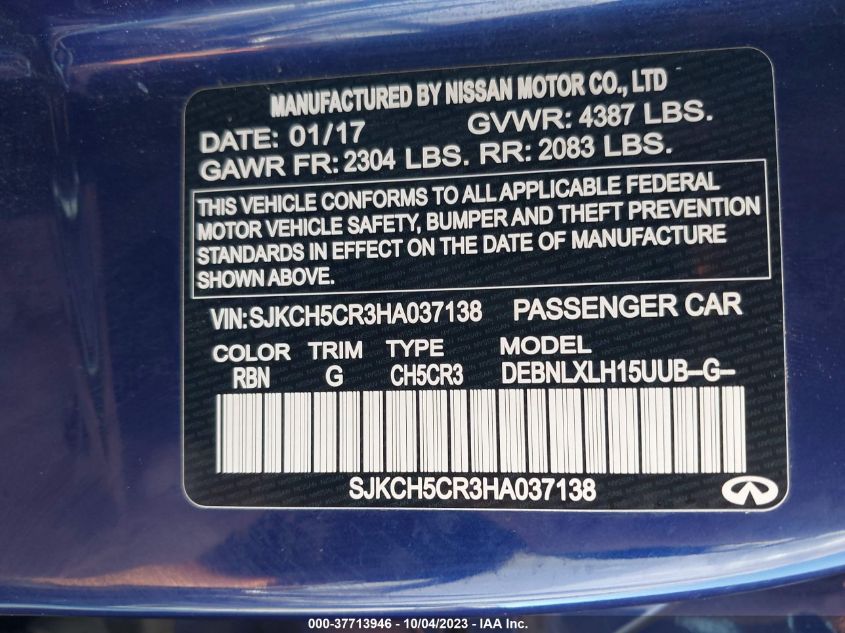 MANUFACTURED BY NISSAN MOTOR CO., LTD
DATE: 01/17 GVWR: 4387 LBS.
GAWR FR: 2304 LBS. RR: 2083 LBS.
THIS VEHICLE CONFORMS TO ALL APPLICABLE FEDERAL
MOTOR VEHICLE SAFETY, BUMPER AND THEFT PREVENTION
STANDARDS IN EFFECT ON THE DATE OF MANUFACTURE
SHOWN ABOVE.
VIN: SJKCH5CR3HA037138 PASSENGER CAR
COLOR TRIM TYPE MODEL
RBN G CH5CR3 DEBNLXLH15UUB-G-
SJKCH5CR3HA037138
000-37713946 - 10/04/2023 - IAA Inc.